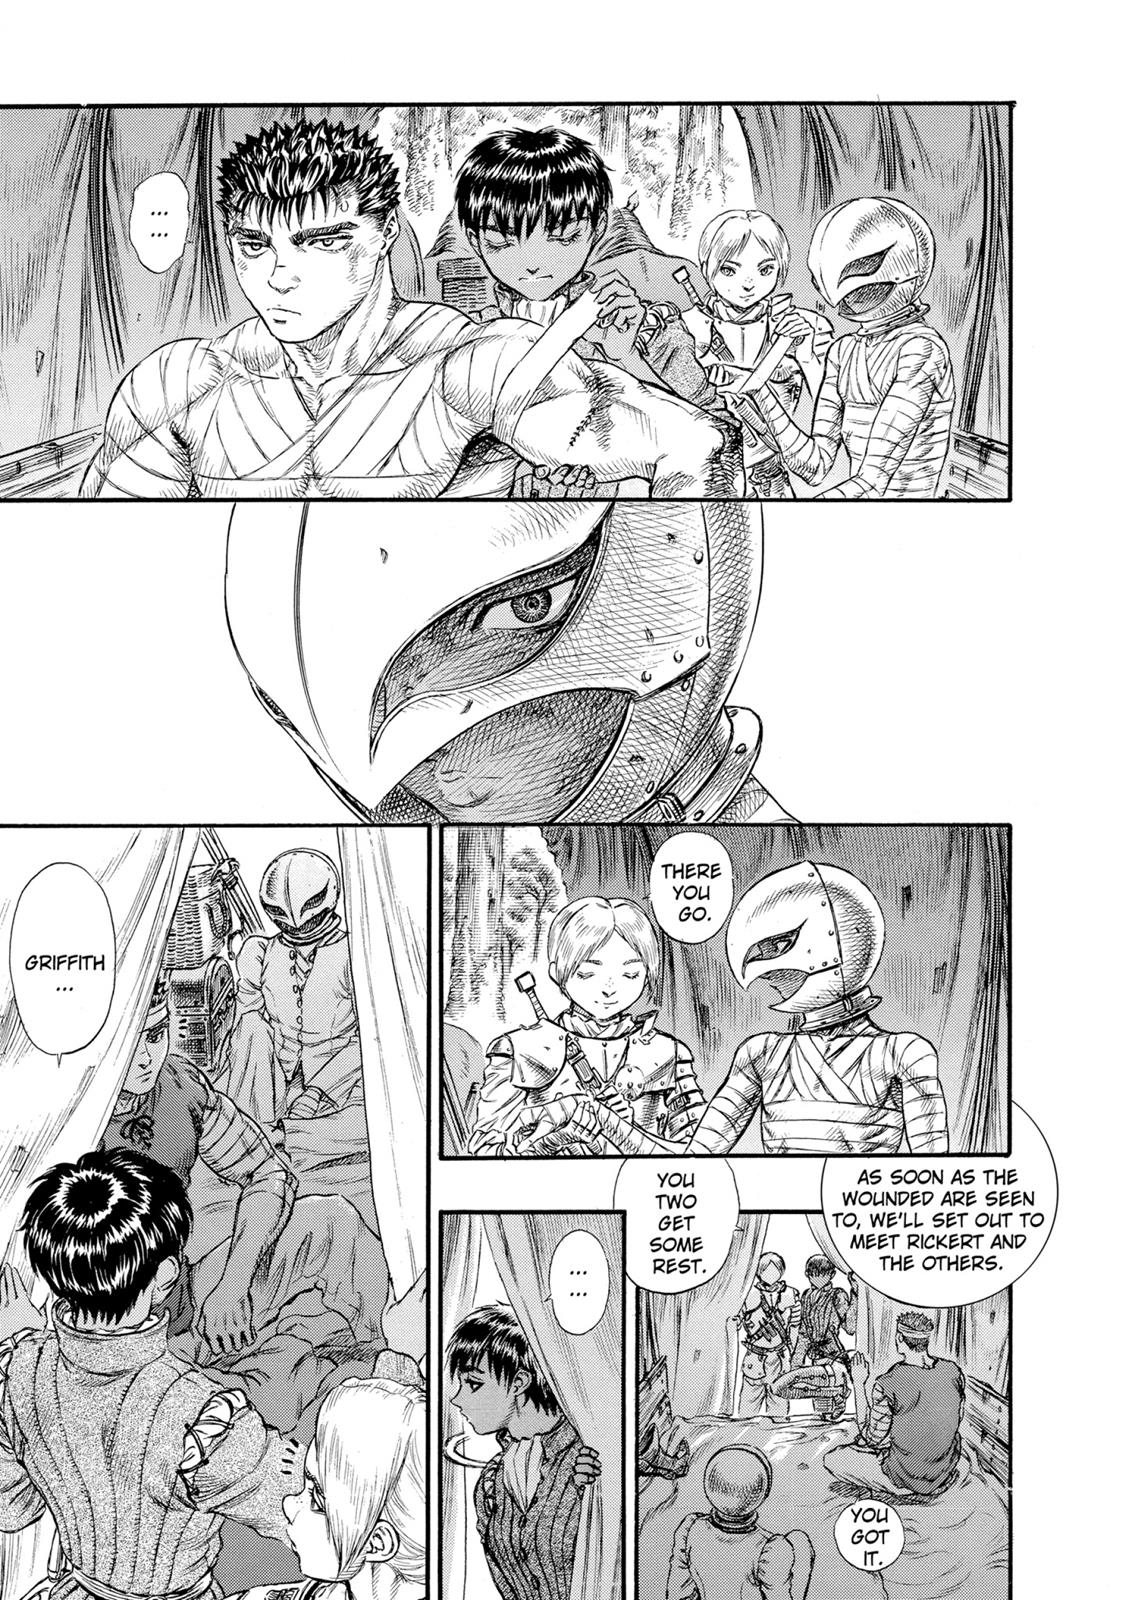 ...
...
THERE
YOU
GO.
GRIFFITH
...
AS SOON AS THE
WOUNDED ARE SEEN
TO, WE'LL SET OUT TO
MEET RICKERT AND
THE OTHERS.
YOU
TWO
GET
SOME
REST.
YOU
GOT
IT.
...
...